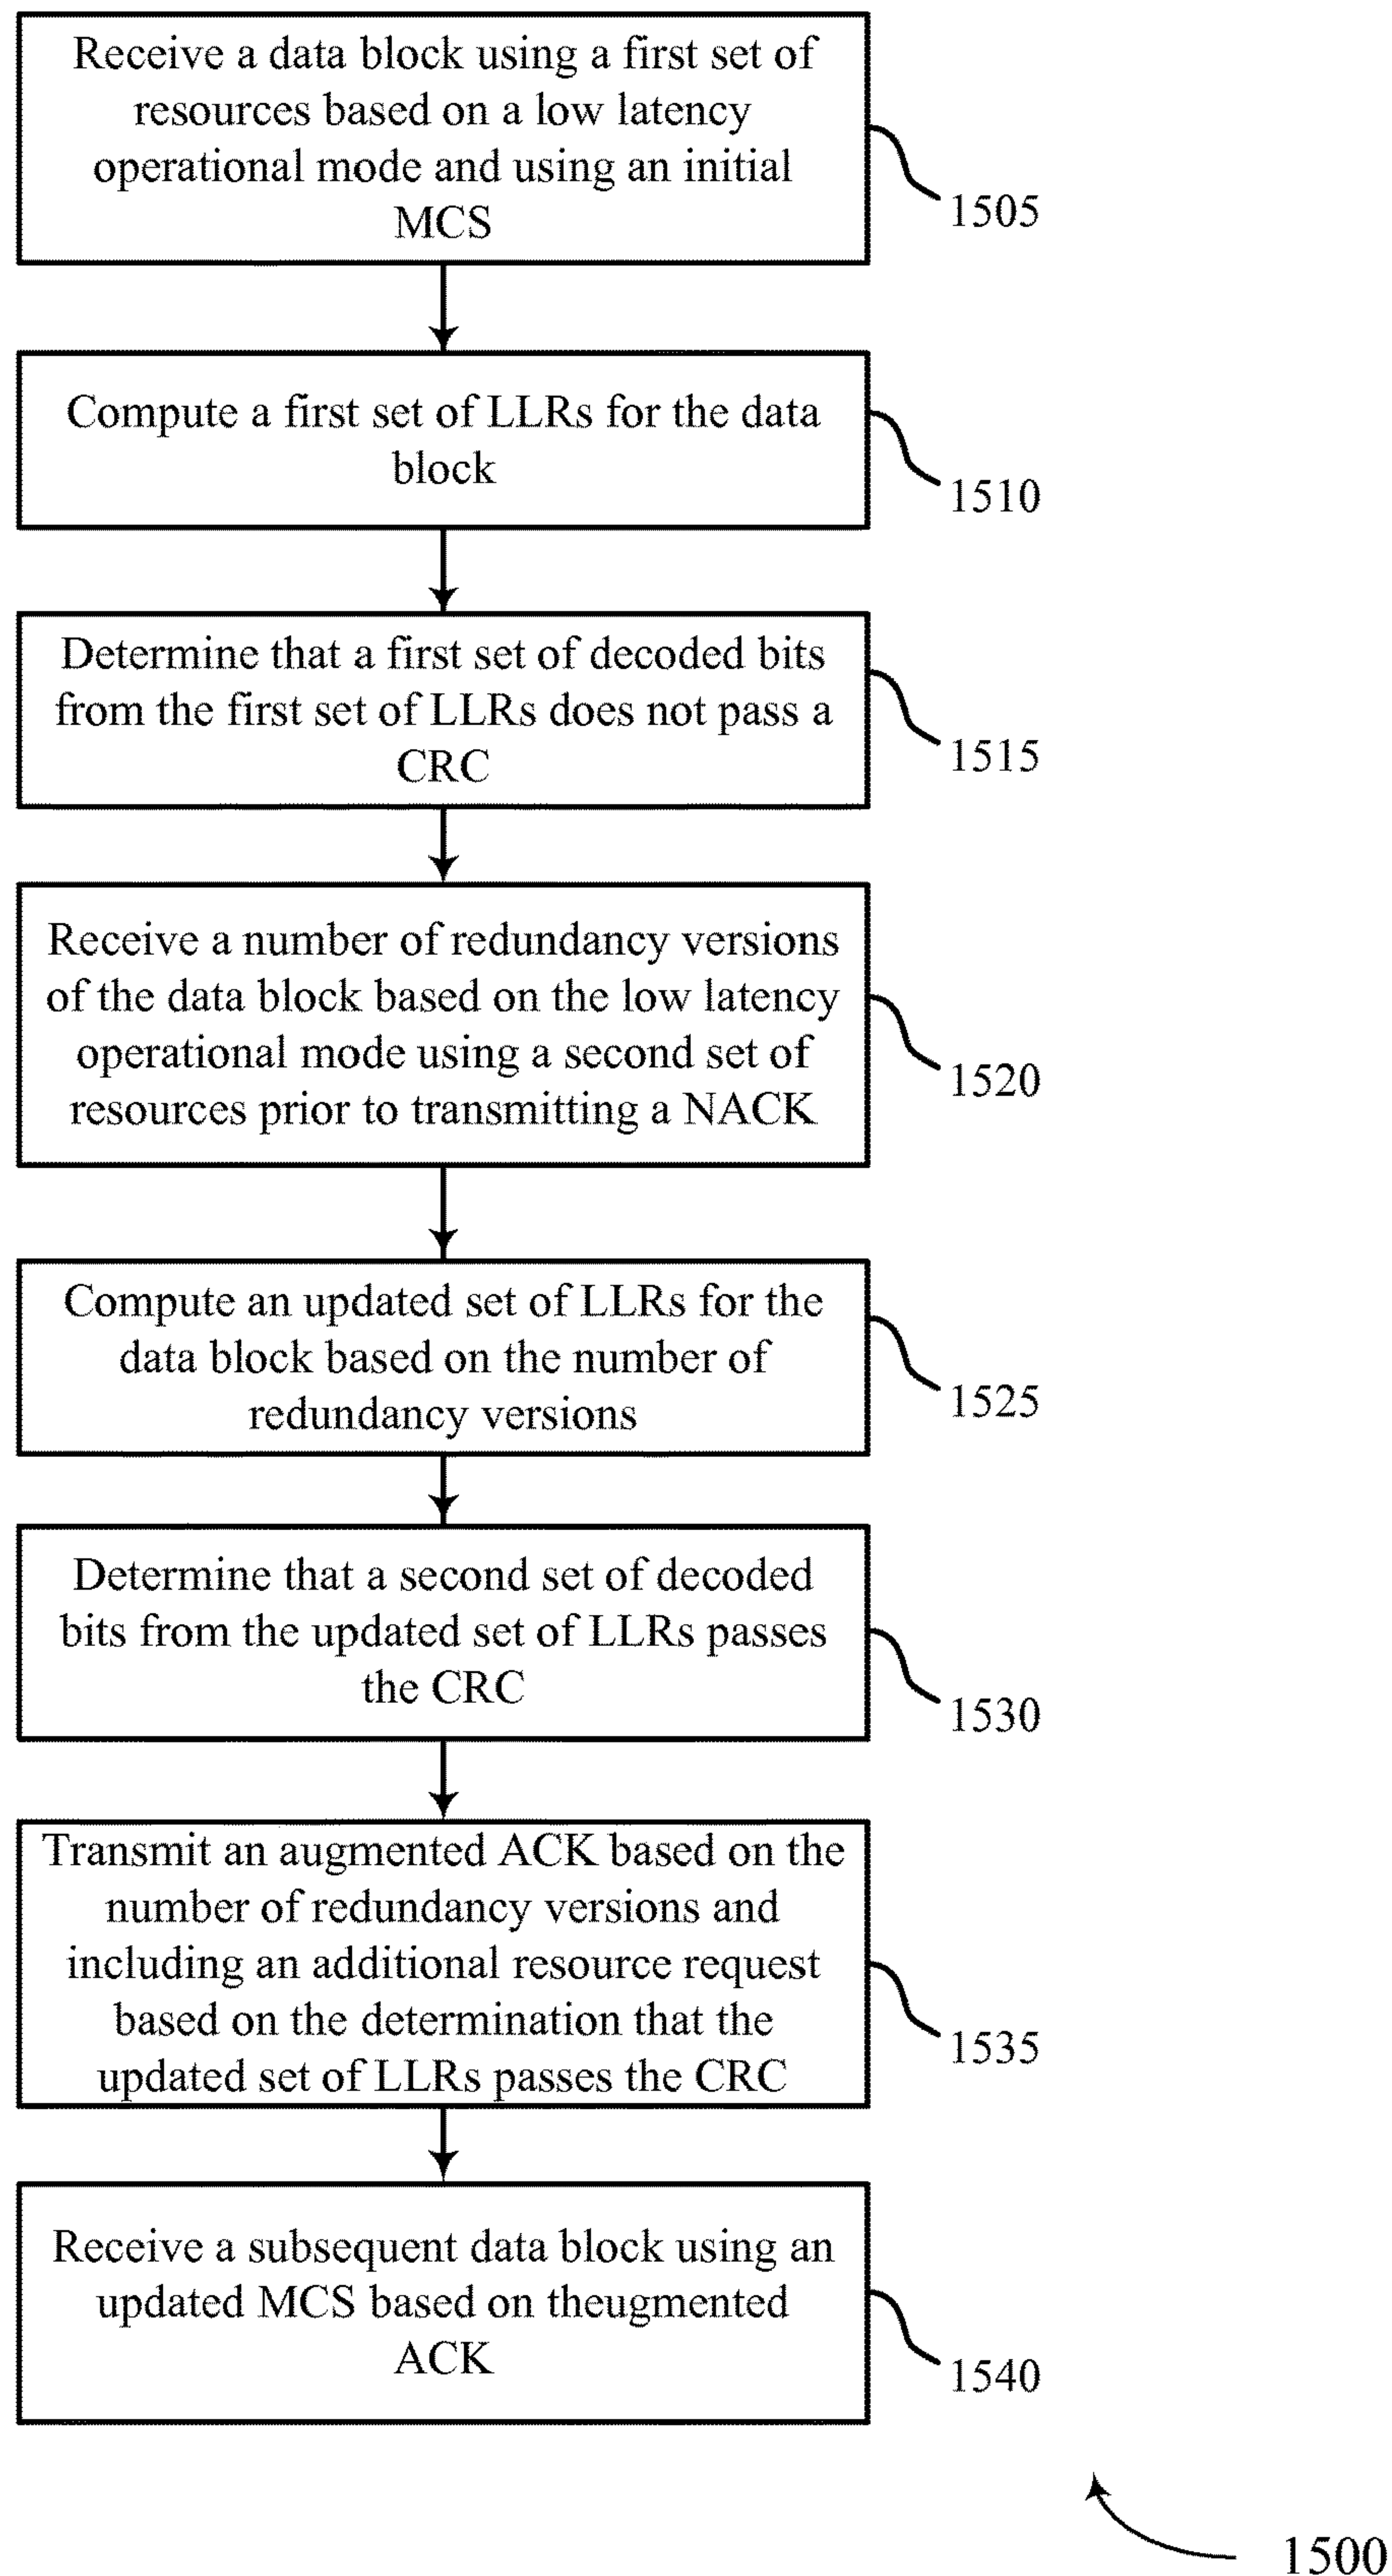 Receive a data block using a first set of
resources based on a low latency
operational mode and using an initial
MCS
1505
Compute a first set of LLRs for the data
block
1510
Determine that a first set of decoded bits
from the first set of LLRs does not pass a
CRC
1515
Receive a number of redundancy versions
of the data block based on the low latency
operational mode using a second set of
resources prior to transmitting a NACK
1520
Compute an updated set of LLRs for the
data block based on the number of
redundancy versions
1525
Determine that a second set of decoded
bits from the updated set of LLRs passes
the CRC
1530
Transmit an augmented ACK based on the
number of redundancy versions and
including an additional resource request
based on the determination that the
updated set of LLRs passes the CRC
1535
Receive a subsequent data block using an
updated MCS based on theugmented
ACK
1540
1500